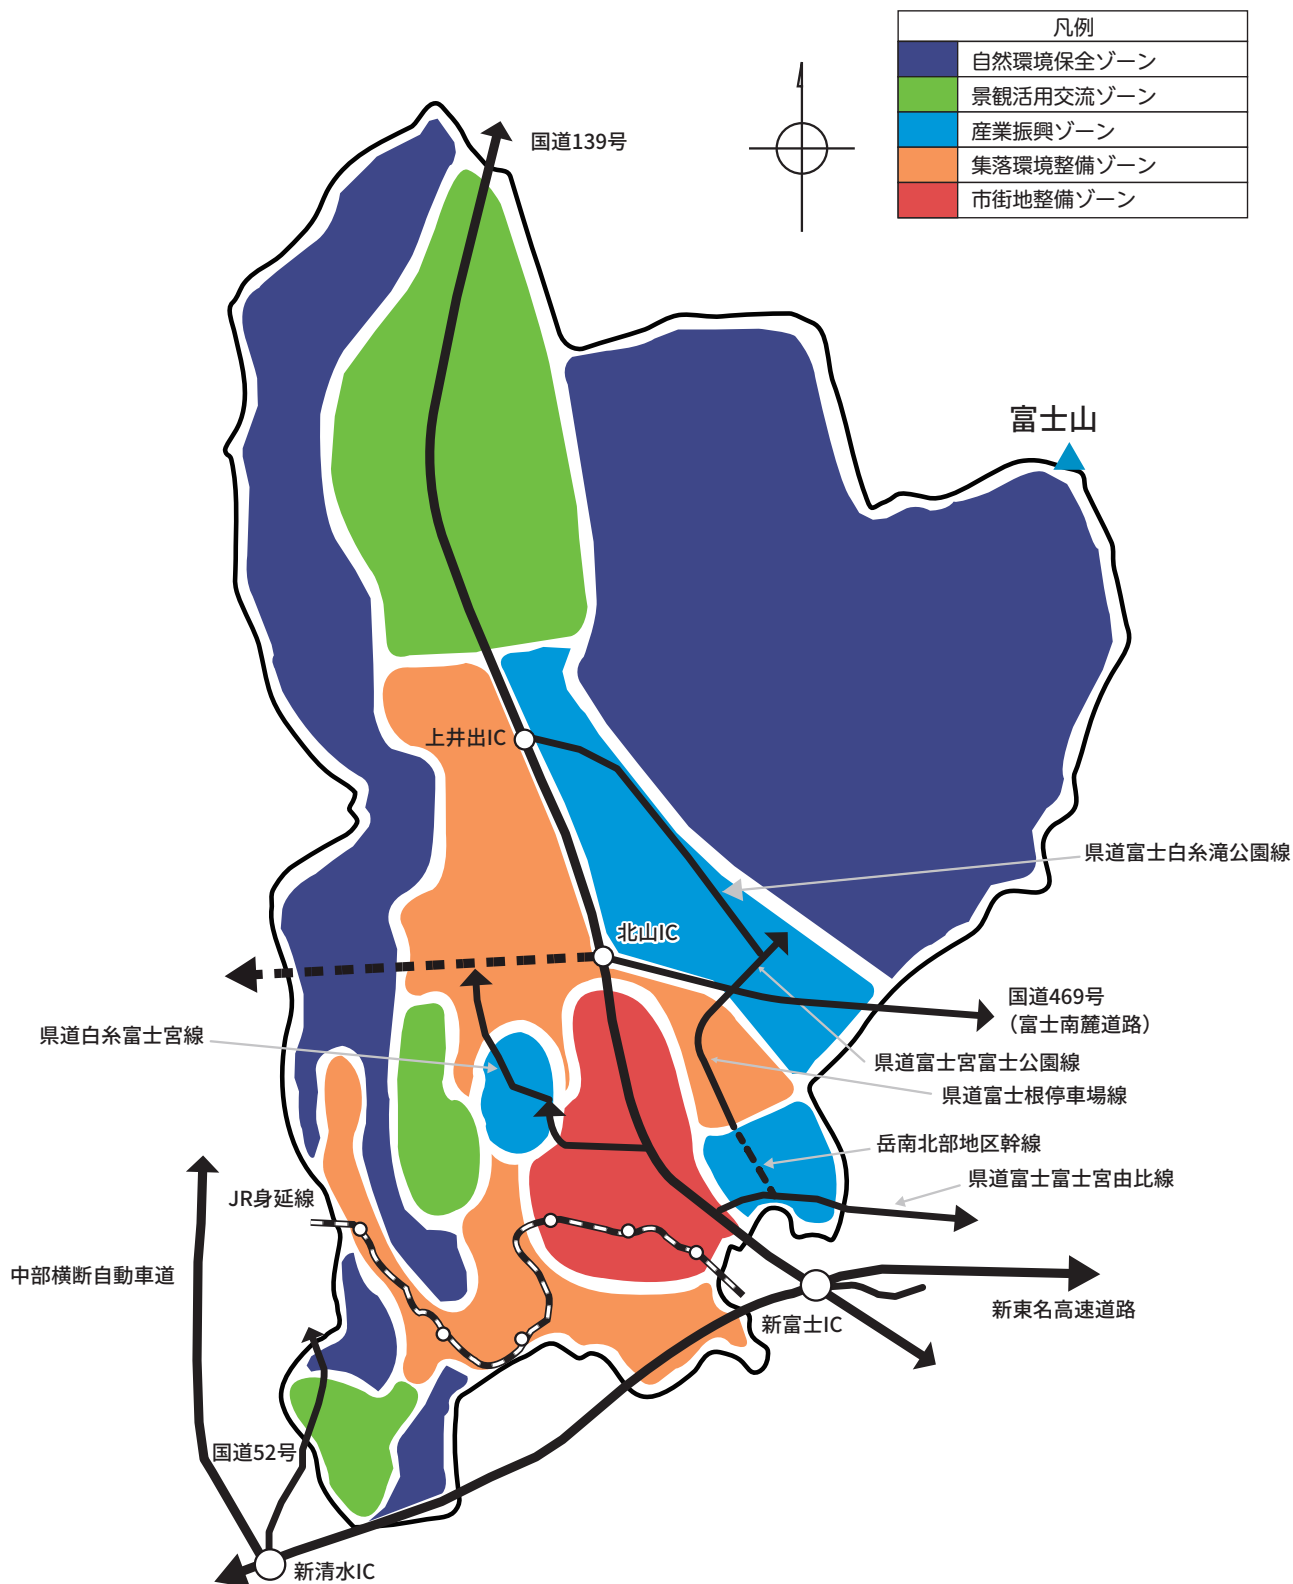 凡例
自然環境保全ゾーン
景観活用交流ゾーン
産業振興ゾーン
集落環境整備ゾーン
市街地整備ゾーン
国道139号
富士山
上井出IC
県道富士白糸滝公園線
北山IC
国道469号
（富士南麓道路）
県道白糸富士宮線
県道富士宮富士公園線
県道富士根停車場線
岳南北部地区幹線
県道富士富士宮由比線
JR身延線
中部横断自動車道
新東名高速道路
新富士IC
国道52号
新清水IC